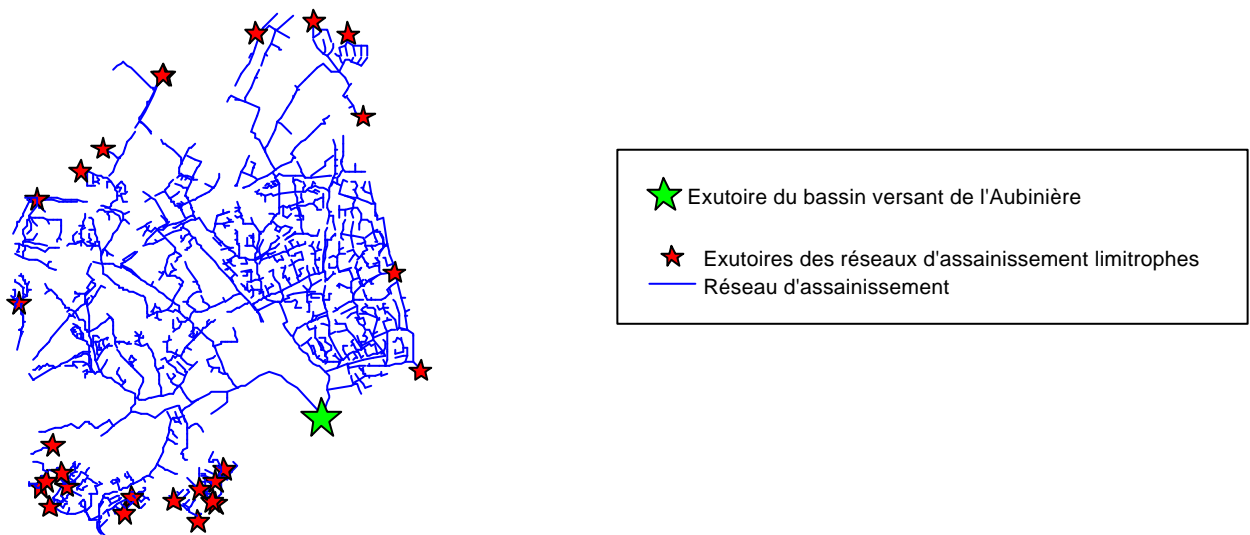 Exutoire du bassin versant de l'Aubinière
Exutoires des réseaux d'assainissement limitrophes
Réseau d'assainissement